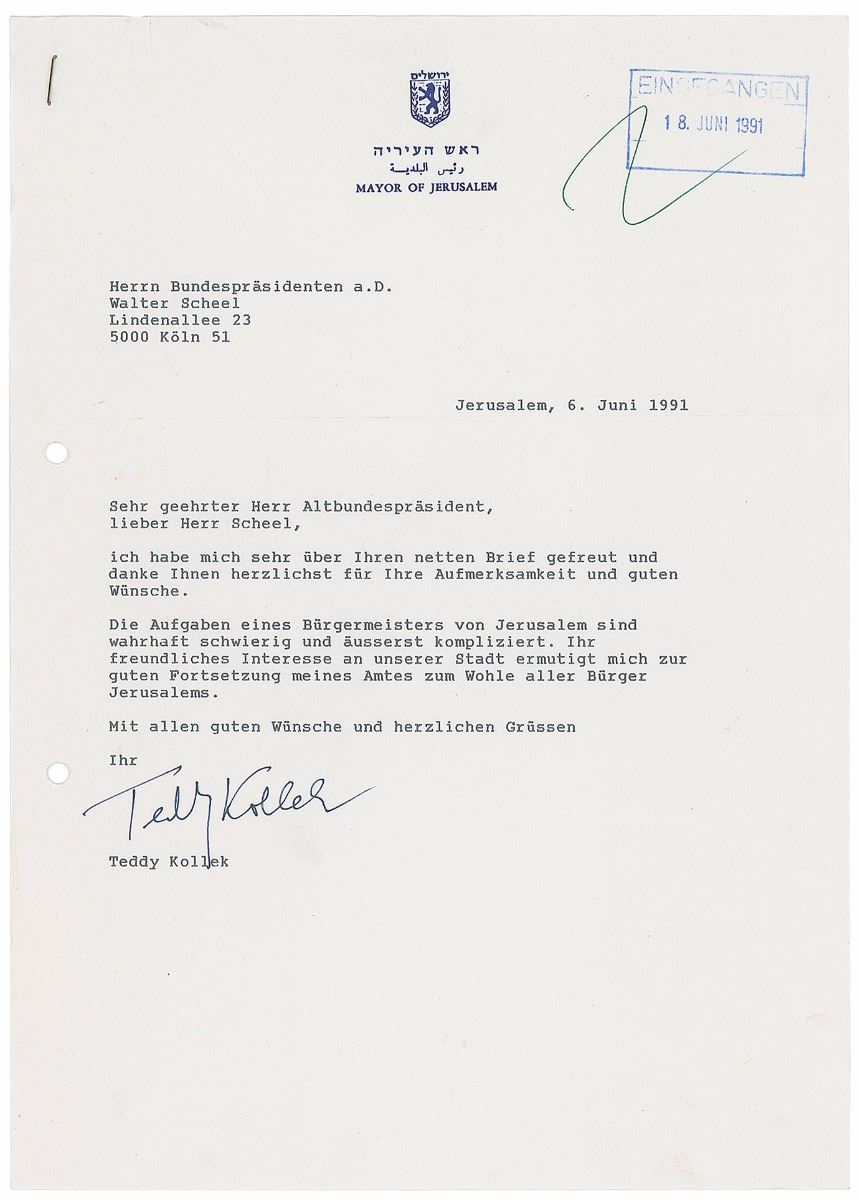 ירושלים
ראש העיריה
رئيس البلدية
MAYOR OF JERUSALEM
EINGEGANGEN
18. JUNI 1991
Herrn Bundespräsidenten a.D.
Walter Scheel
Lindenallee 23
5000 Köln 51
Jerusalem, 6. Juni 1991
Sehr geehrter Herr Altbundespräsident,
lieber Herr Scheel,
ich habe mich sehr über Ihren netten Brief gefreut und
danke Ihnen herzlichst für Ihre Aufmerksamkeit und guten
Wünsche.
Die Aufgaben eines Bürgermeisters von Jerusalem sind
wahrhaft schwierig und äusserst kompliziert. Ihr
freundliches Interesse an unserer Stadt ermutigt mich zur
guten Fortsetzung meines Amtes zum Wohle aller Bürger
Jerusalems.
Mit allen guten Wünsche und herzlichen Grüssen
Ihr
Teddy Kollek
Teddy Kollek